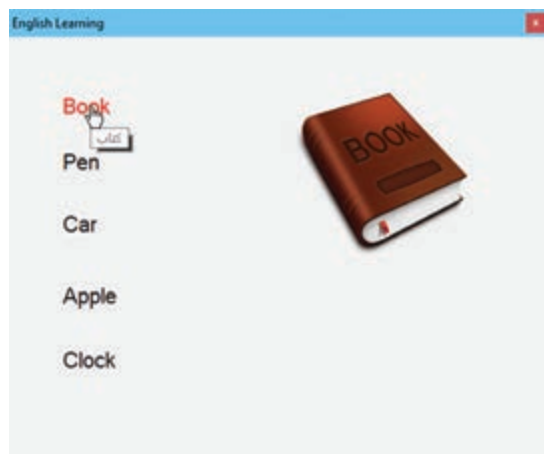 English Learning
Book
کتاب
Pen
Car
Apple
Clock
BOOK